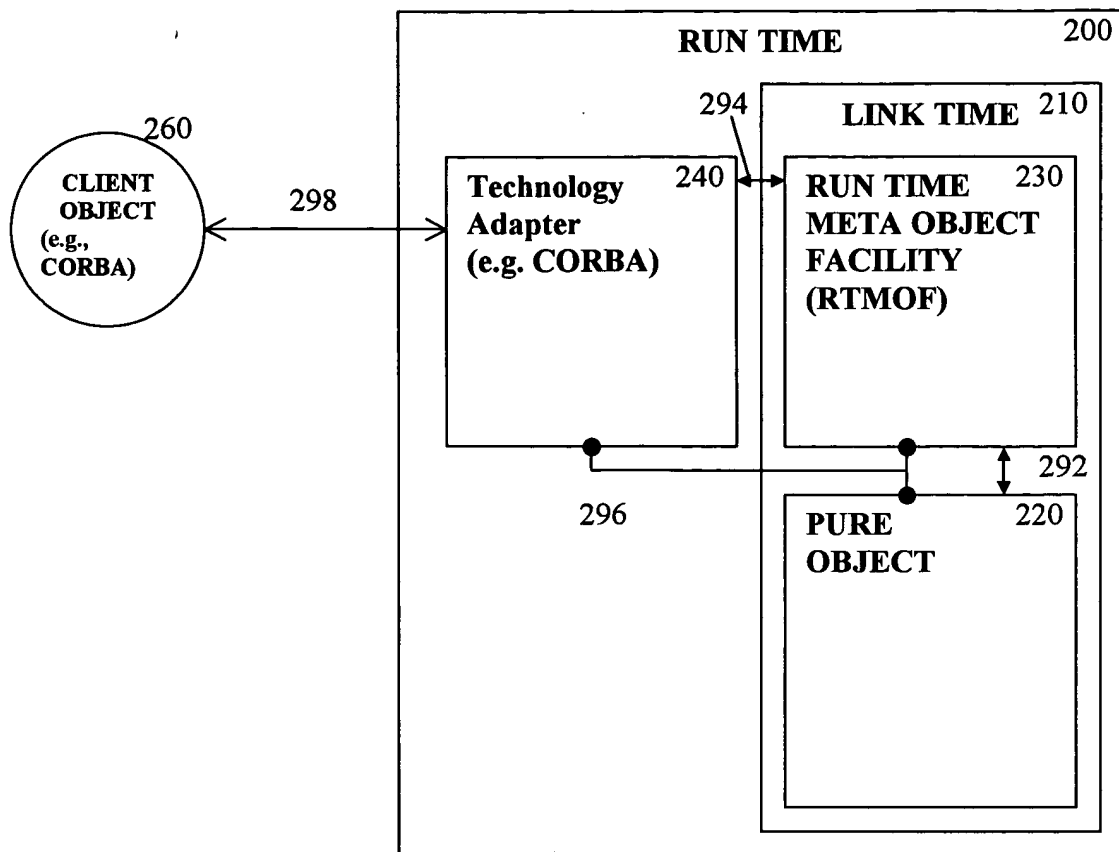 RUN TIME 200
294
LINK TIME 210
260
CLIENT
OBJECT
(e.g.,
CORBA)
298
Technology 240
Adapter
(e.g. CORBA)
RUN TIME 230
META OBJECT
FACILITY
(RTMOF)
292
296
PURE 220
OBJECT